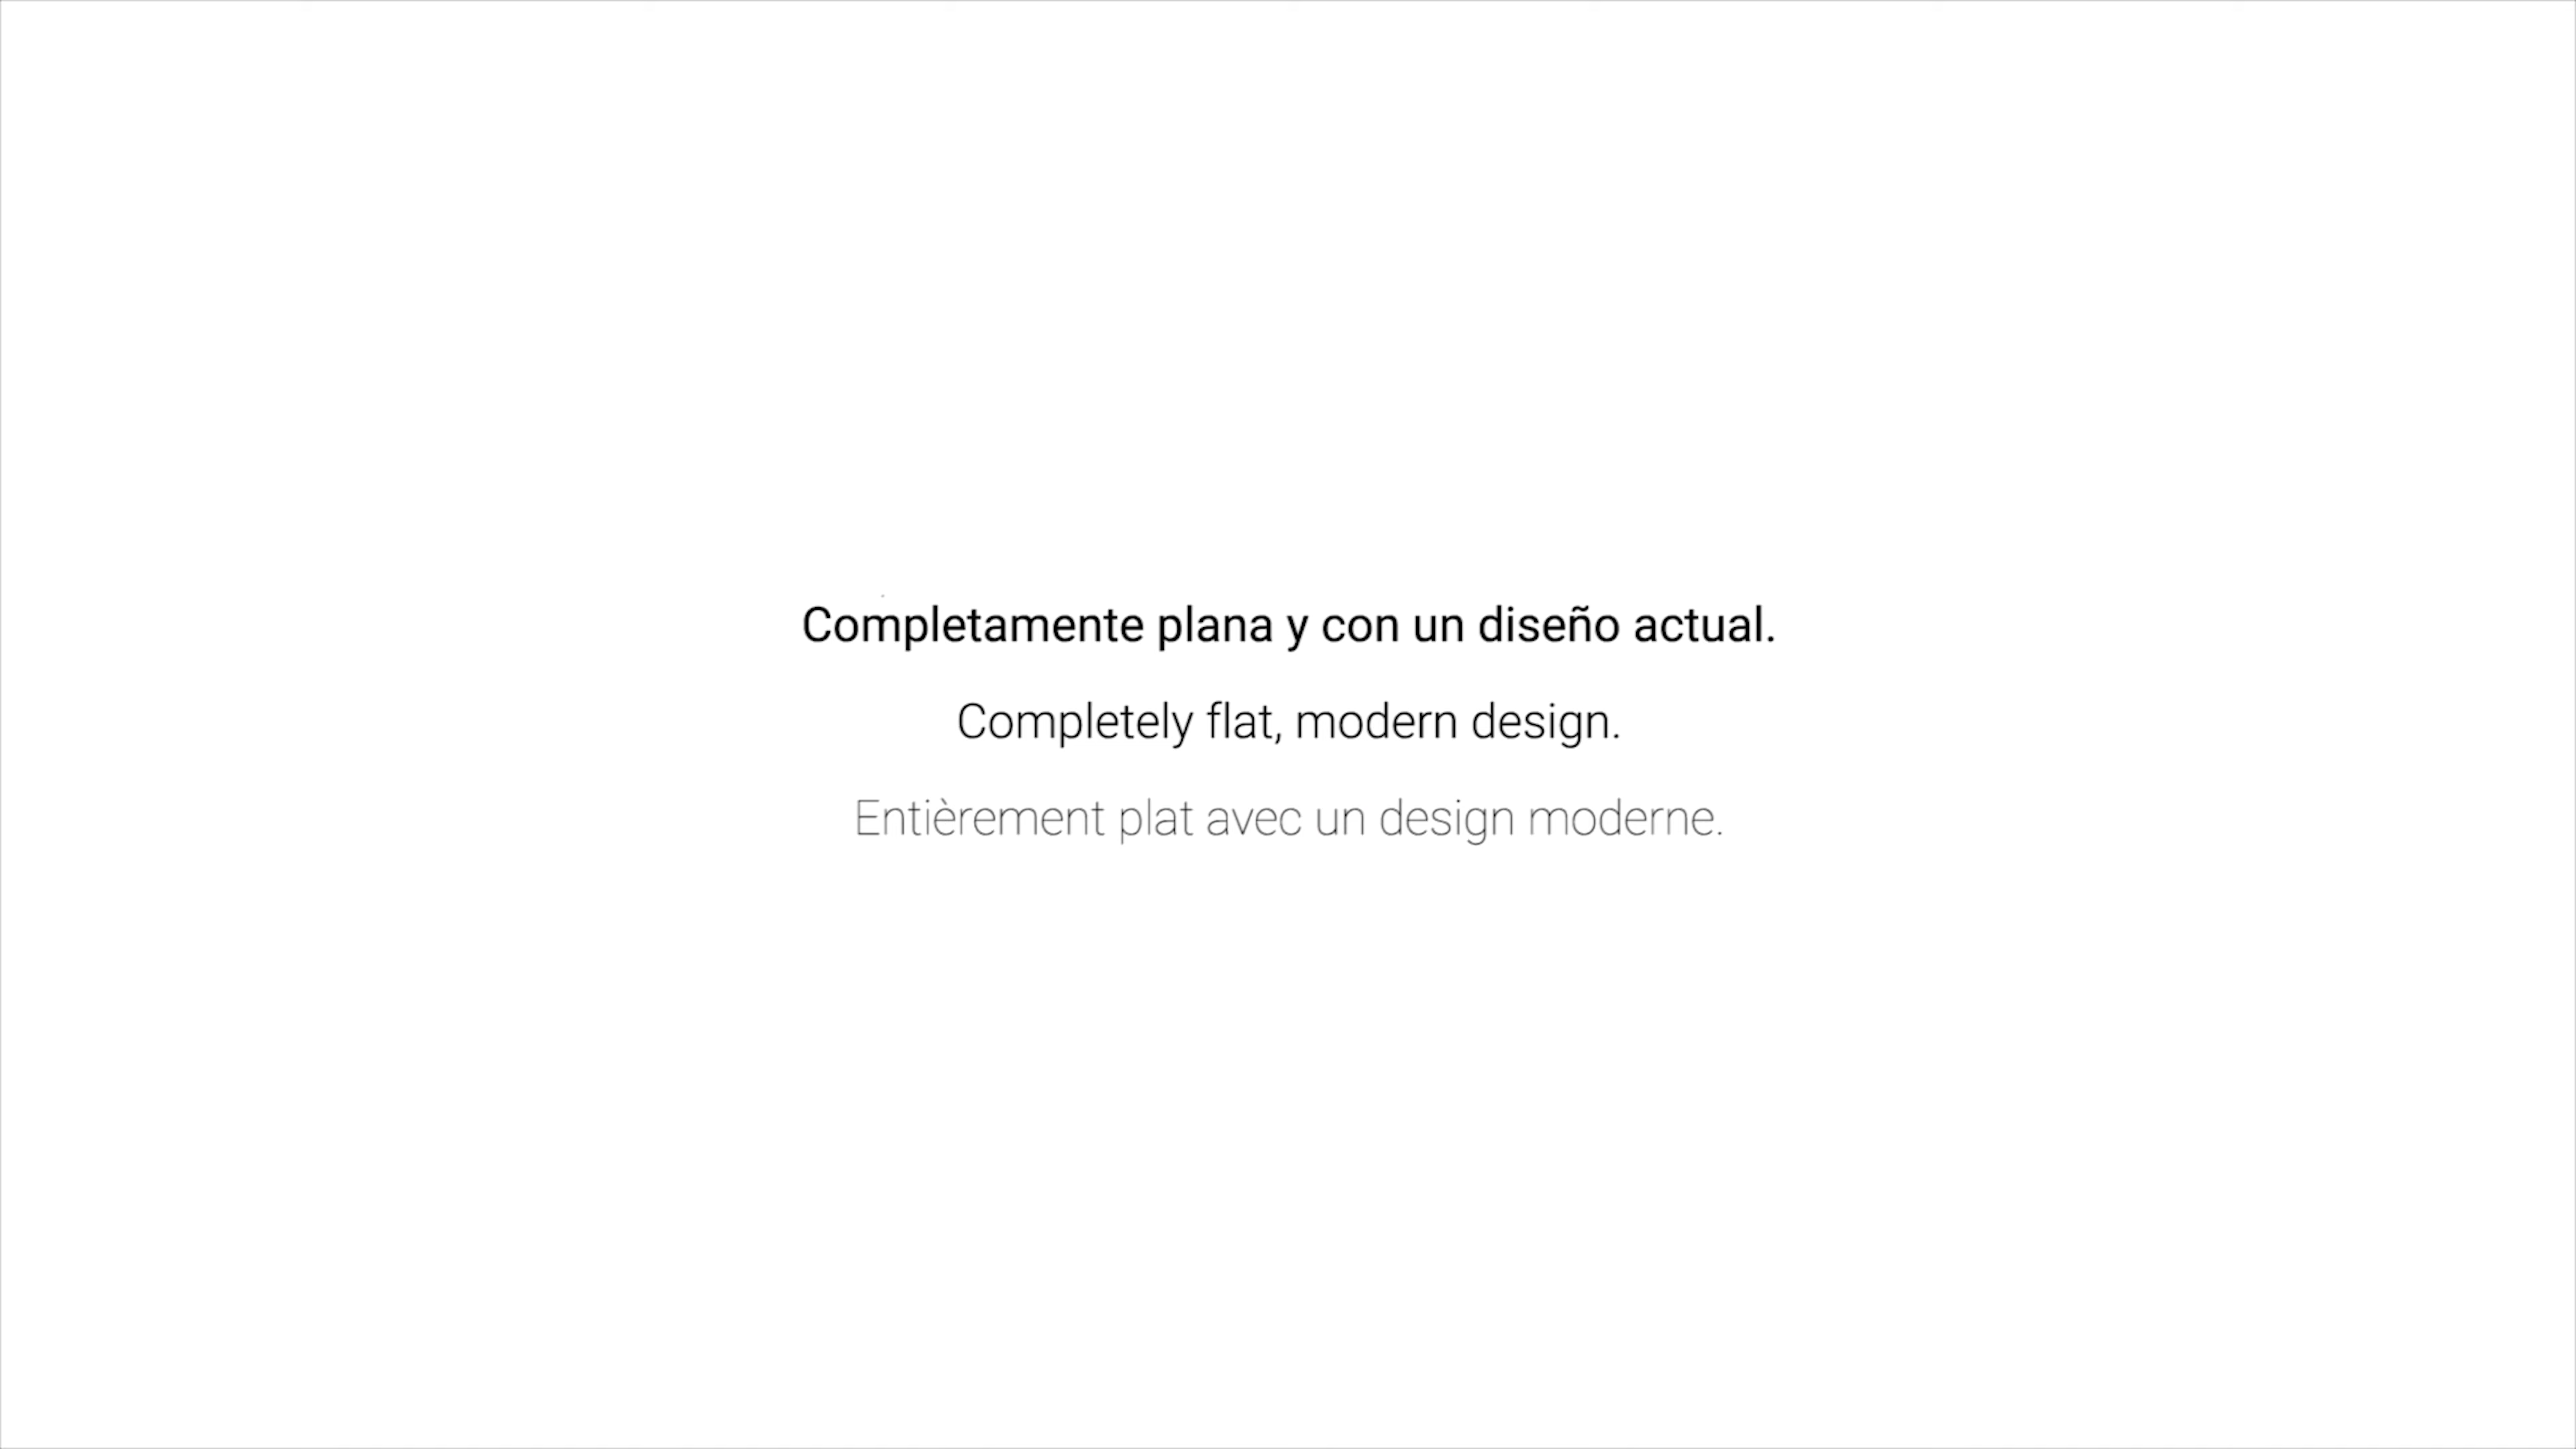 Completamente plana y con un diseño actual.
Completely flat, modern design.
Entièrement plat avec un design moderne.